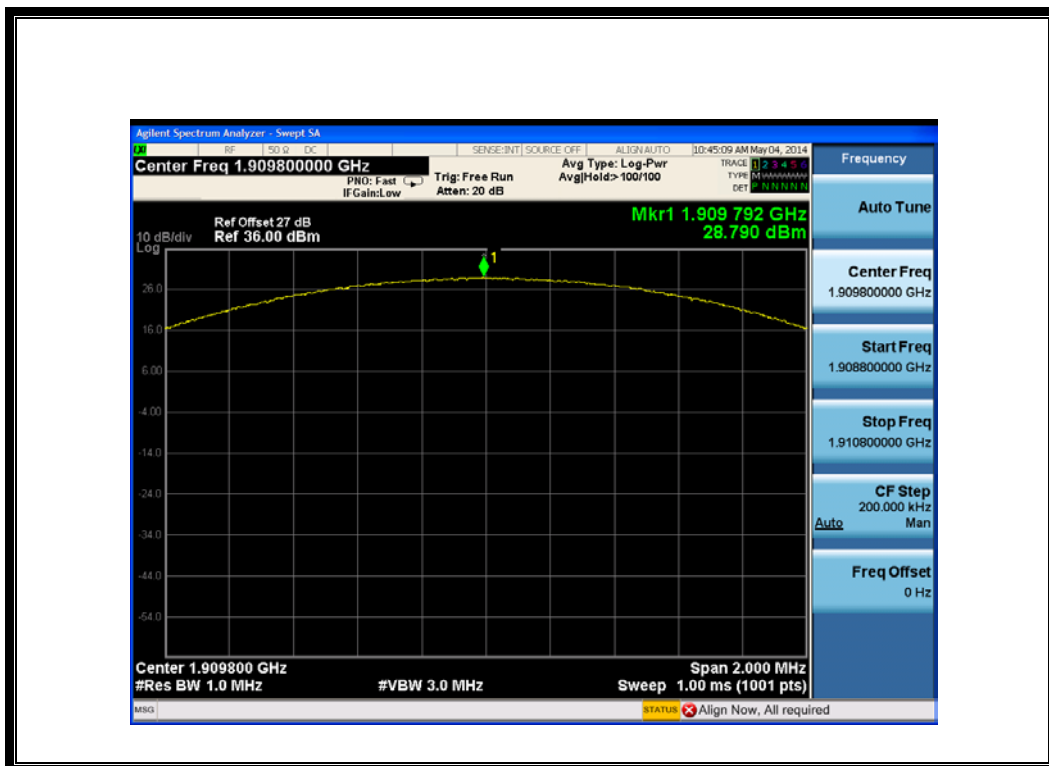 Agilent Spectrum Analyzer - Swept SA
LXI RF 50 Ω DC SENSE:INT SOURCE OFF ALIGN AUTO 10:45:09 AM May 04, 2014
Center Freq 1.909800000 GHz
PNO: Fast
IFGain:Low
Trig: Free Run
Atten: 20 dB
Avg Type: Log-Pwr
Avg|Hold:>100/100
TRACE 1 2 3 4 5 6
TYPE M
DET P N N N N N
Ref Offset 27 dB
Ref 36.00 dBm
10 dB/div
Log
Mkr1 1.909 792 GHz
28.790 dBm
1
26.0
16.0
6.00
-4.00
-14.0
-24.0
-34.0
-44.0
-54.0
Center 1.909800 GHz
Span 2.000 MHz
#Res BW 1.0 MHz
#VBW 3.0 MHz
Sweep 1.00 ms (1001 pts)
MSG
STATUS Align Now, All required
Frequency
Auto Tune
Center Freq
1.909800000 GHz
Start Freq
1.908800000 GHz
Stop Freq
1.910800000 GHz
CF Step
200.000 kHz
Auto Man
Freq Offset
0 Hz